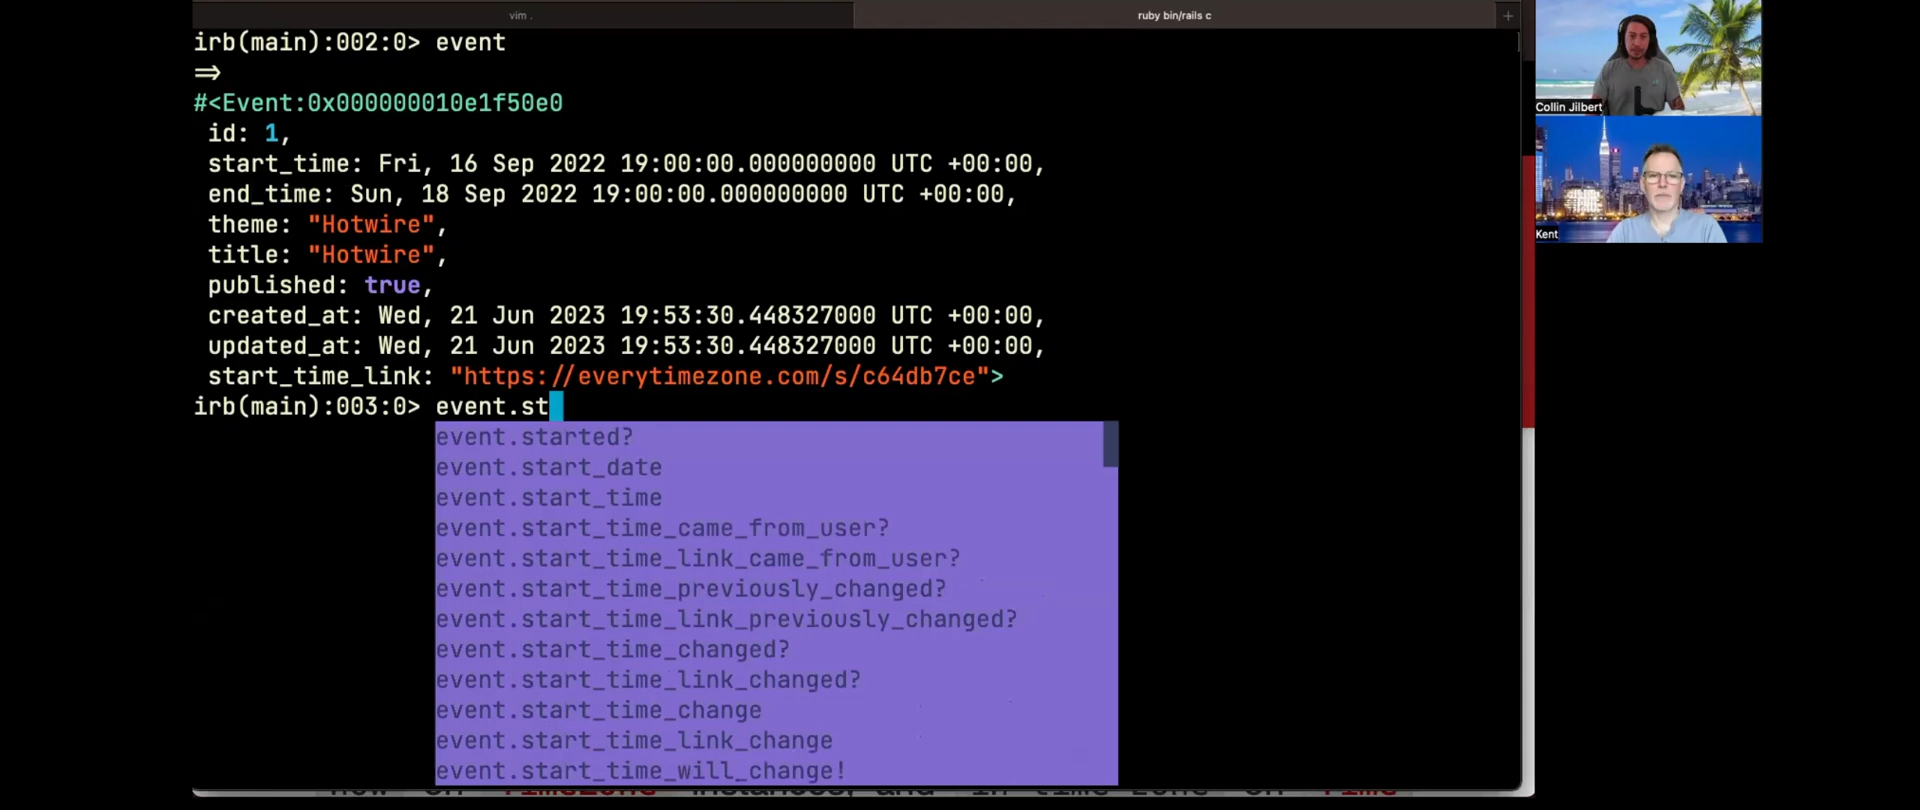 vim .
ruby bin/rails c
+
irb(main):002:0> event
=>
#<Event:0x000000010e1f50e0
id: 1,
start_time: Fri, 16 Sep 2022 19:00:00.000000000 UTC +00:00,
end_time: Sun, 18 Sep 2022 19:00:00.000000000 UTC +00:00,
theme: "Hotwire",
title: "Hotwire",
published: true,
created_at: Wed, 21 Jun 2023 19:53:30.448327000 UTC +00:00,
updated_at: Wed, 21 Jun 2023 19:53:30.448327000 UTC +00:00,
start_time_link: "https://everytimezone.com/s/c64db7ce">
irb(main):003:0> event.st
event.started?
event.start_date
event.start_time
event.start_time_came_from_user?
event.start_time_link_came_from_user?
event.start_time_previously_changed?
event.start_time_link_previously_changed?
event.start_time_changed?
event.start_time_link_changed?
event.start_time_change
event.start_time_link_change
event.start_time_will_change!
Collin Jilbert
Kent